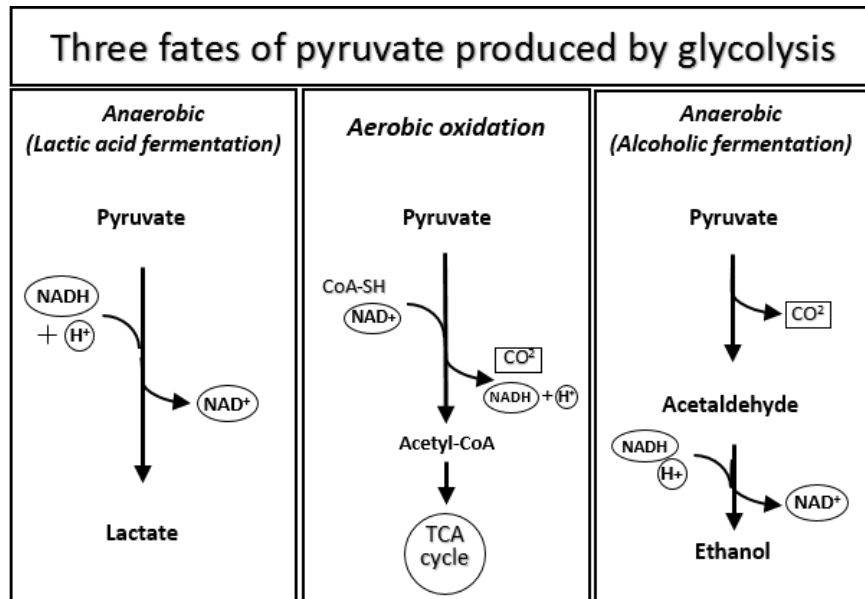 Three fates of pyruvate produced by glycolysis
Anaerobic
(Lactic acid fermentation)
Pyruvate
NADH
+ H⁺
NAD⁺
Lactate
Aerobic oxidation
Pyruvate
CoA-SH
NAD+
CO²
NADH + H⁺
Acetyl-CoA
TCA
cycle
Anaerobic
(Alcoholic fermentation)
Pyruvate
CO²
Acetaldehyde
NADH
H+
NAD⁺
Ethanol